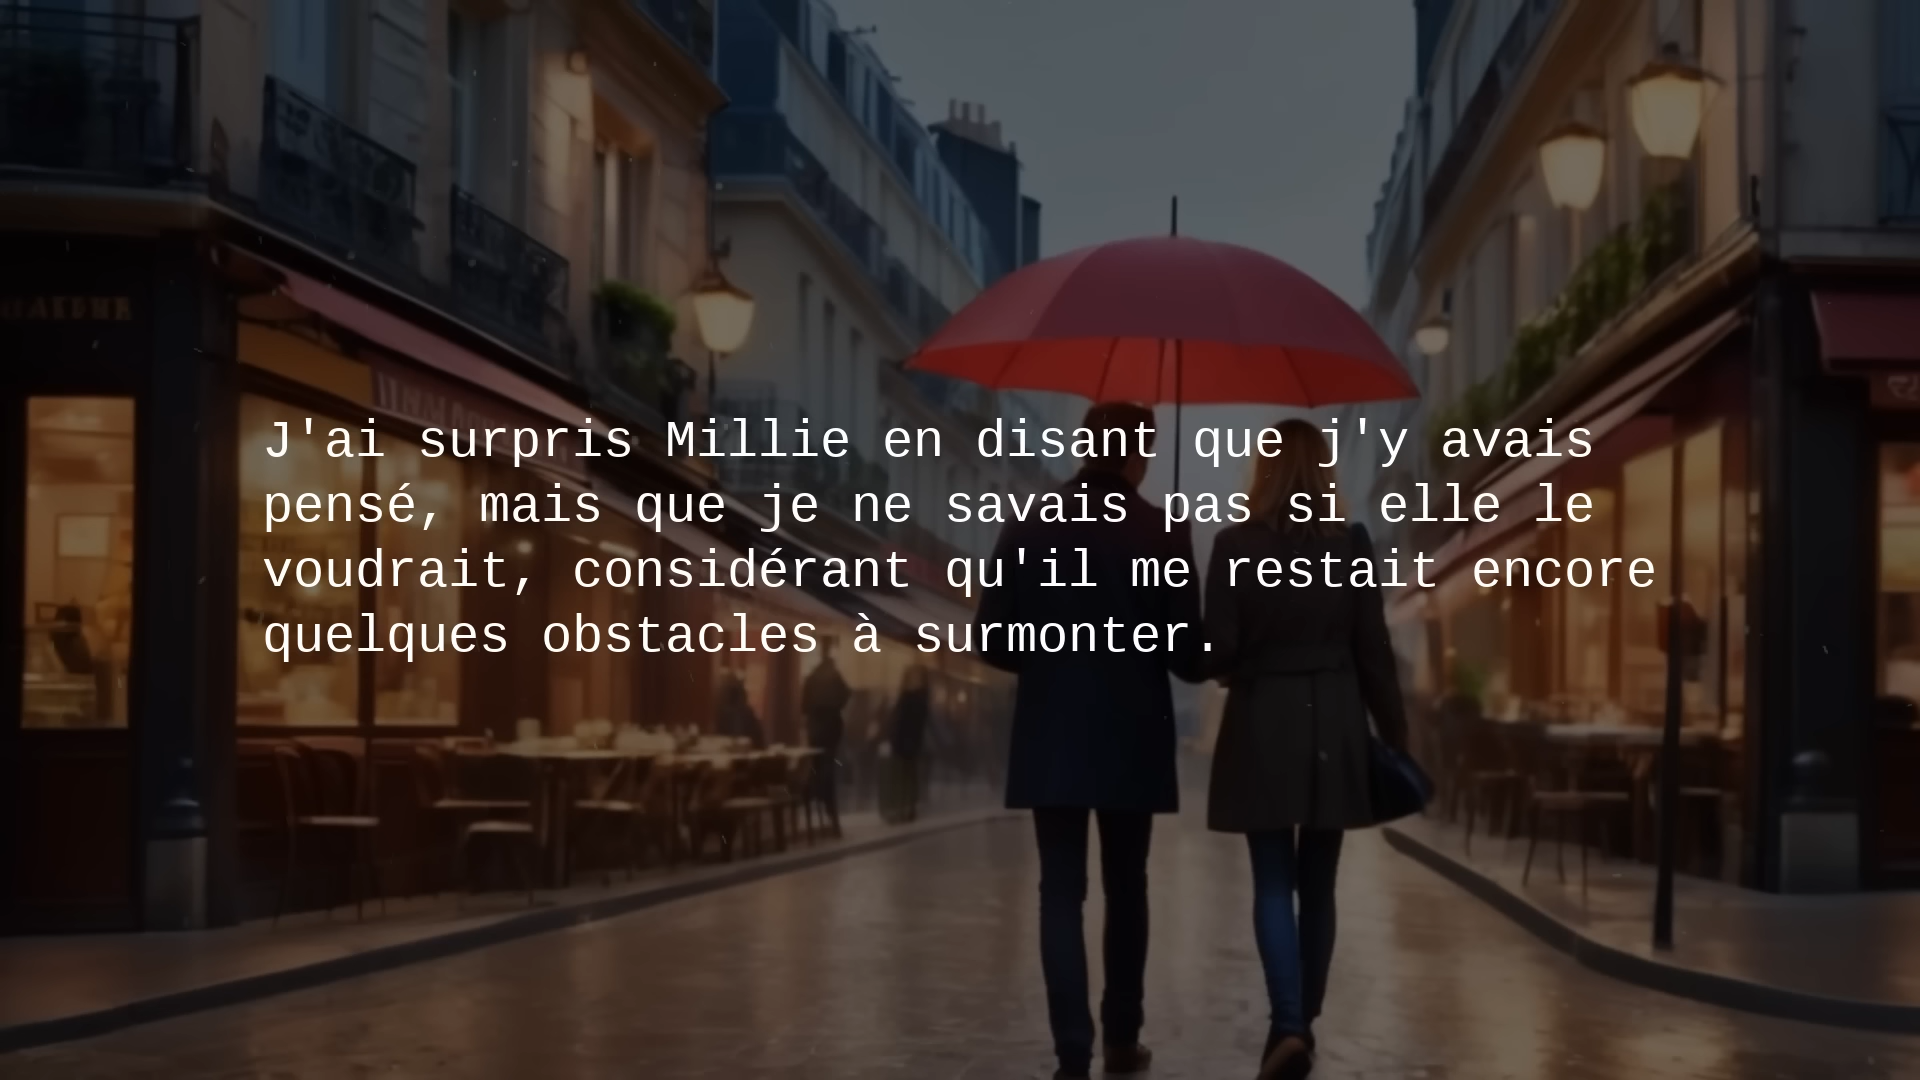 J'ai surpris Millie en disant que j'y avais
pensé, mais que je ne savais pas si elle le
voudrait, considérant qu'il me restait encore
quelques obstacles à surmonter.